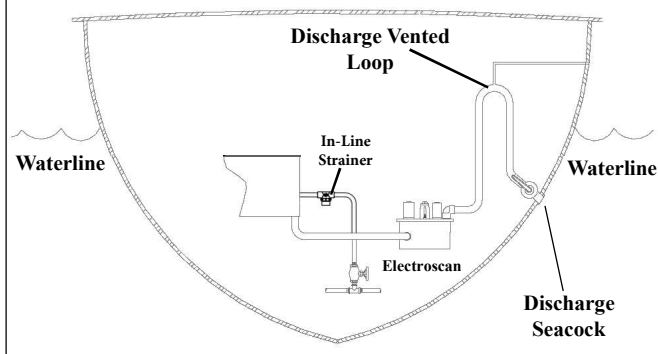 Discharge Vented
Loop
In-Line
Strainer
Waterline
Waterline
Electroscan
Discharge
Seacock